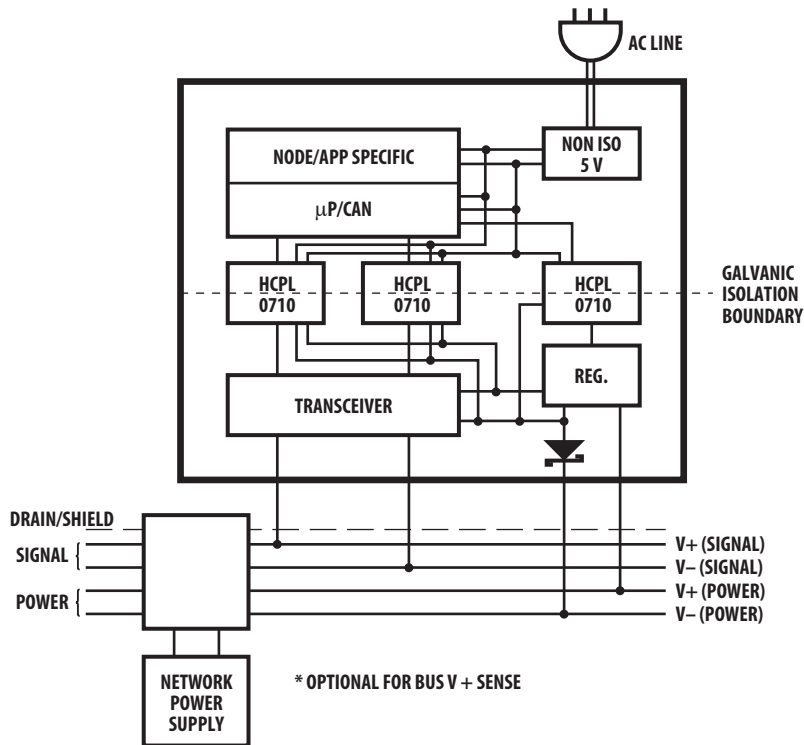 AC LINE
NODE/APP SPECIFIC
NON ISO
5 V
μP/CAN
HCPL
0710
HCPL
0710
HCPL
0710
GALVANIC
ISOLATION
BOUNDARY
TRANSCEIVER
REG.
DRAIN/SHIELD
SIGNAL
POWER
V+ (SIGNAL)
V– (SIGNAL)
V+ (POWER)
V– (POWER)
NETWORK
POWER
SUPPLY
* OPTIONAL FOR BUS V + SENSE